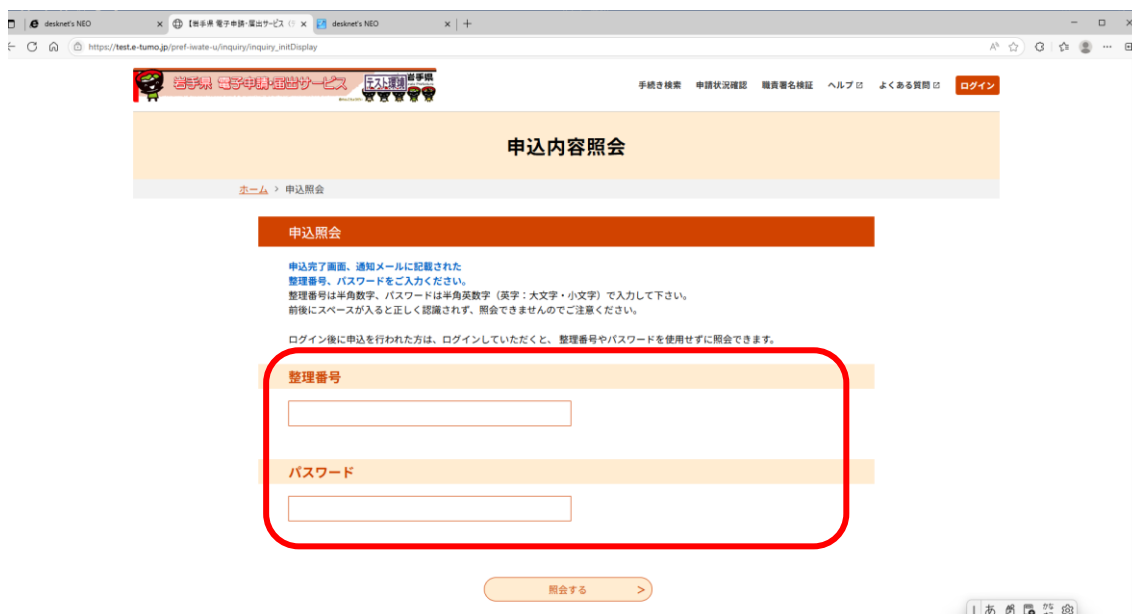 desknet's NEO
【岩手県 電子申請・届出サービス
desknet's NEO
https://test.e-tumo.jp/pref-iwate-u/inquiry/inquiry_initDisplay
岩手県 電子申請・届出サービス テスト環境 岩手県
手続き検索 申請状況確認 職責署名検証 ヘルプ よくある質問 ログイン
申込内容照会
ホーム > 申込照会
申込照会
申込完了画面、通知メールに記載された
整理番号、パスワードをご入力ください。
整理番号は半角数字、パスワードは半角英数字（英字：大文字・小文字）で入力して下さい。
前後にスペースが入ると正しく認識されず、照会できませんのでご注意ください。
ログイン後に申込を行われた方は、ログインしていただくと、 整理番号やパスワードを使用せずに照会できます。
整理番号
パスワード
照会する >
あ